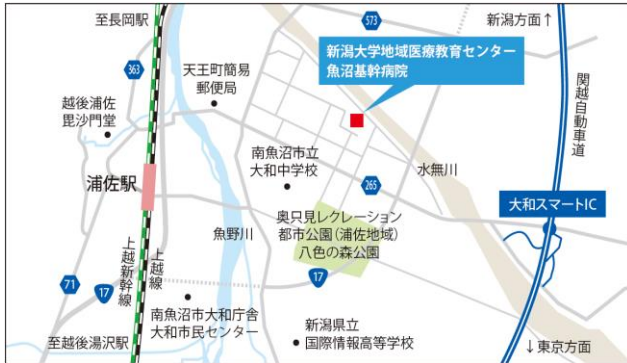 至長岡駅
573
新潟方面↑
新潟大学地域医療教育センター
魚沼基幹病院
363
天王町簡易
郵便局
関越自動車道
越後浦佐
毘沙門堂
南魚沼市立
大和中学校
水無川
265
浦佐駅
大和スマートIC
奥只見レクレーション
都市公園(浦佐地域)
八色の森公園
魚野川
上越線
上越新幹線
17
71
17
南魚沼市大和庁舎
大和市民センター
新潟県立
国際情報高等学校
至越後湯沢駅
↓東京方面